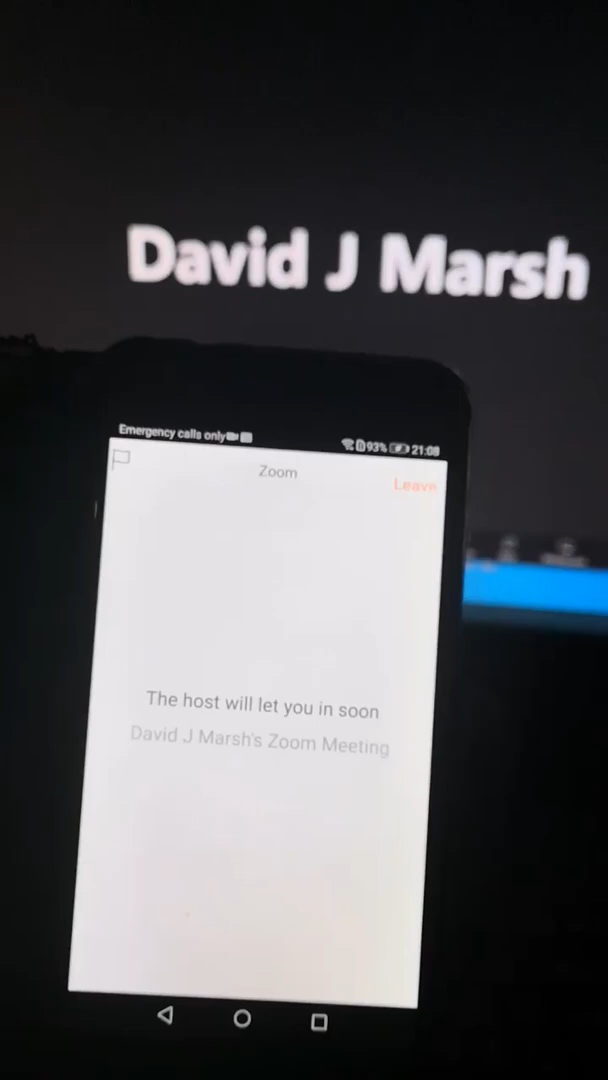 David J Marsh
Emergency calls only
93% 21:08
Zoom
Leave
The host will let you in soon
David J Marsh's Zoom Meeting